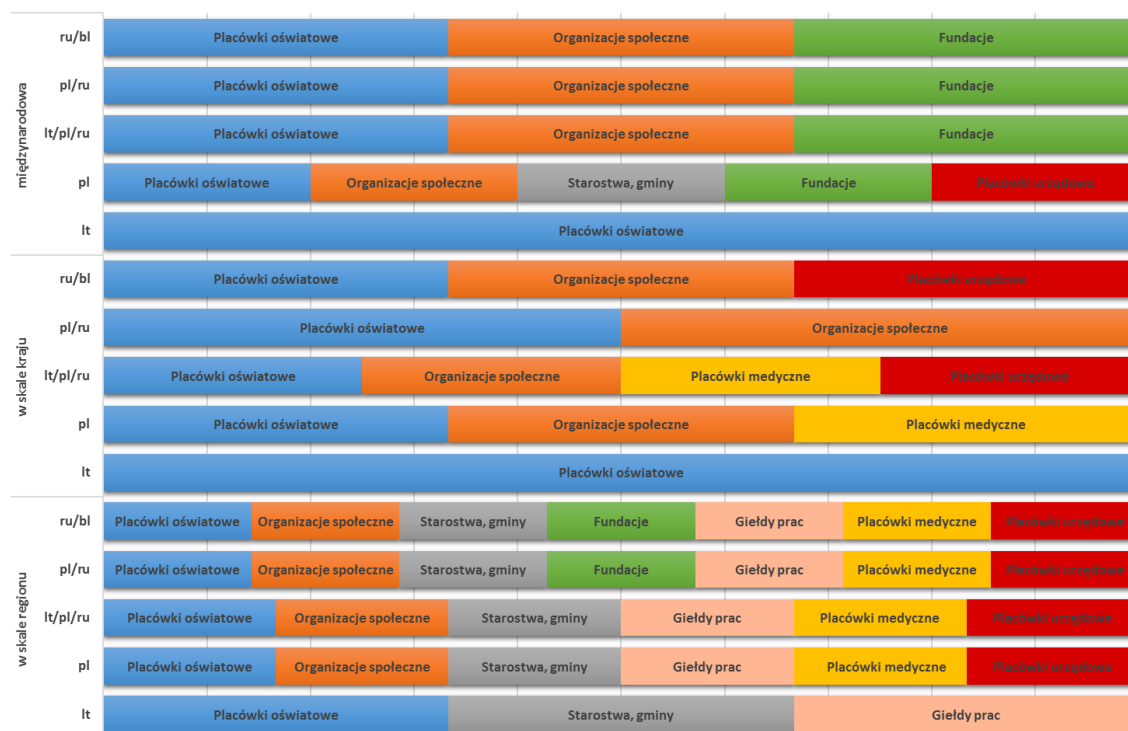 międzynarodowa
ru/bl Placówki oświatowe Organizacje społeczne Fundacje
pl/ru Placówki oświatowe Organizacje społeczne Fundacje
lt/pl/ru Placówki oświatowe Organizacje społeczne Fundacje
pl Placówki oświatowe Organizacje społeczne Starostwa, gminy Fundacje Placówki urzędowe
lt Placówki oświatowe
w skale kraju
ru/bl Placówki oświatowe Organizacje społeczne Placówki urzędowe
pl/ru Placówki oświatowe Organizacje społeczne
lt/pl/ru Placówki oświatowe Organizacje społeczne Placówki medyczne Placówki urzędowe
pl Placówki oświatowe Organizacje społeczne Placówki medyczne
lt Placówki oświatowe
w skale regionu
ru/bl Placówki oświatowe Organizacje społeczne Starostwa, gminy Fundacje Giełdy prac Placówki medyczne Placówki urzędowe
pl/ru Placówki oświatowe Organizacje społeczne Starostwa, gminy Fundacje Giełdy prac Placówki medyczne Placówki urzędowe
lt/pl/ru Placówki oświatowe Organizacje społeczne Starostwa, gminy Giełdy prac Placówki medyczne Placówki urzędowe
pl Placówki oświatowe Organizacje społeczne Starostwa, gminy Giełdy prac Placówki medyczne Placówki urzędowe
lt Placówki oświatowe Starostwa, gminy Giełdy prac